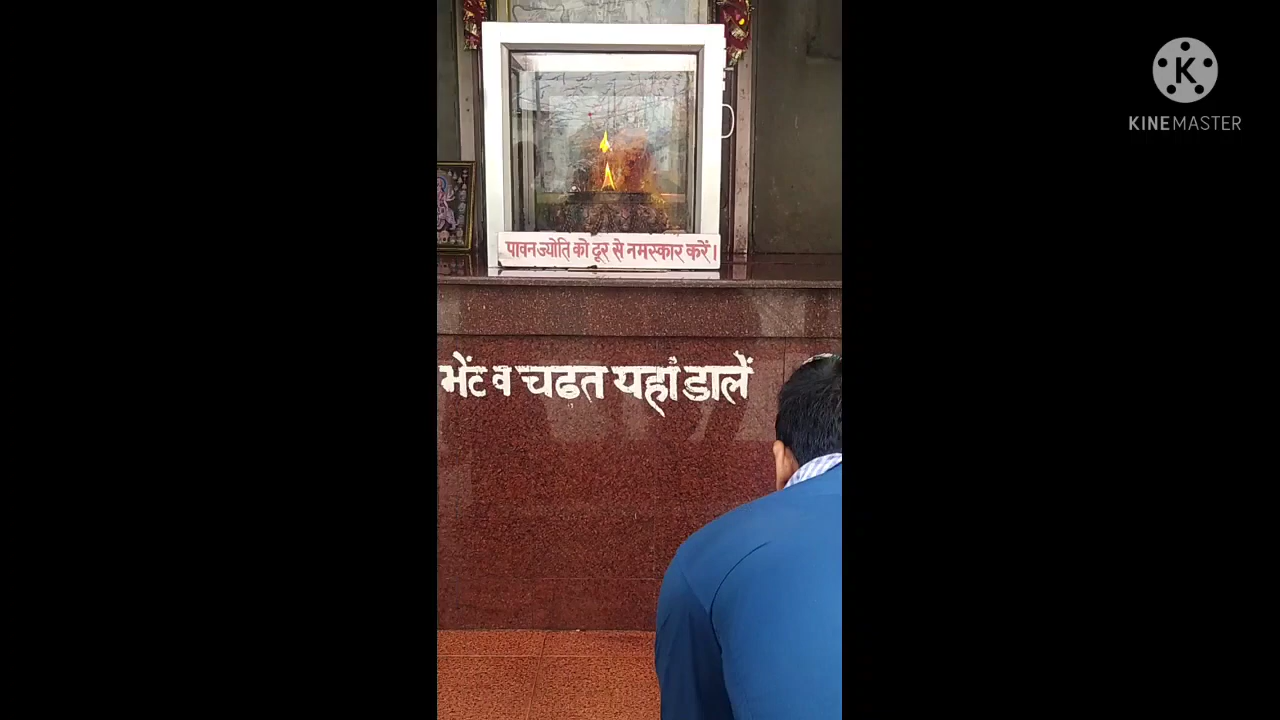 पावन ज्योति को दूर से नमस्कार करें।
भेंट व चढत यहाँ डालें
KINEMASTER